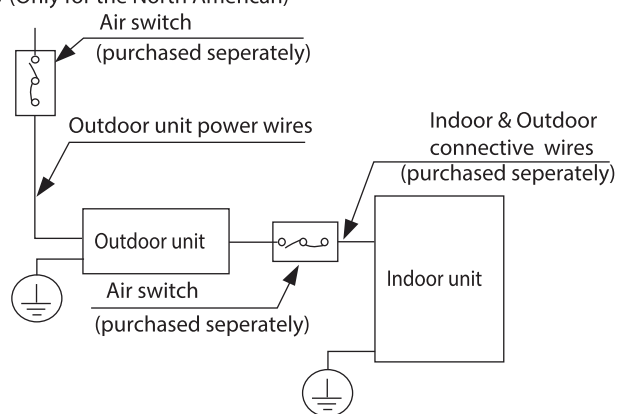 (Only for the North American)
Air switch
(purchased seperately)
Outdoor unit power wires
Indoor & Outdoor
connective wires
(purchased seperately)
Outdoor unit
Indoor unit
Air switch
(purchased seperately)